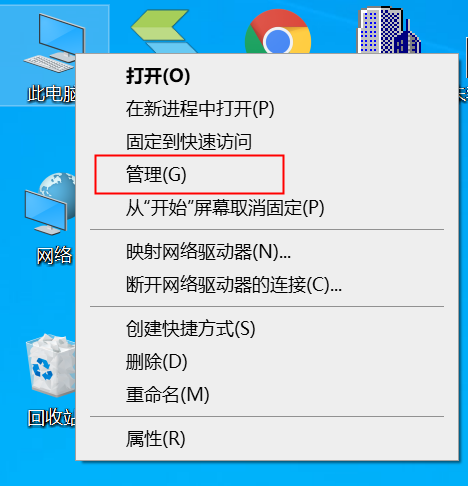 此电脑
打开(O)
在新进程中打开(P)
固定到快速访问
管理(G)
从“开始”屏幕取消固定(P)
网络
映射网络驱动器(N)...
断开网络驱动器的连接(C)...
创建快捷方式(S)
删除(D)
重命名(M)
回收站
属性(R)